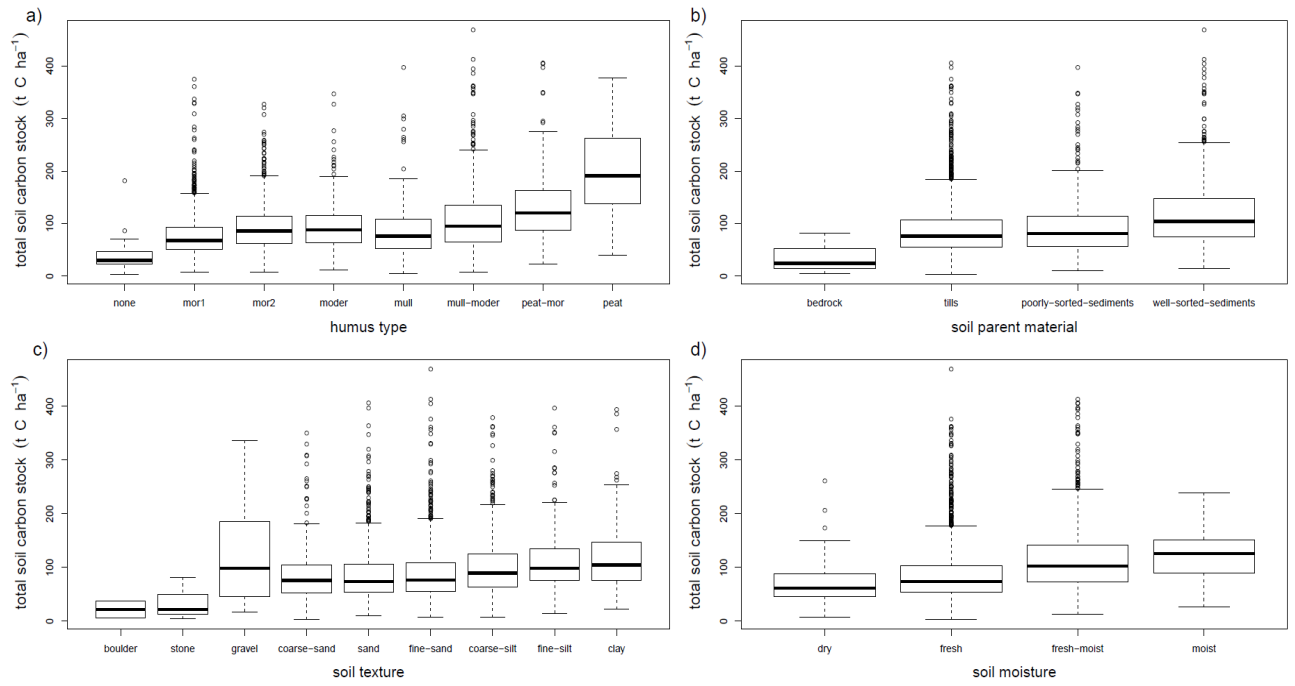 a)
total soil carbon stock (t C ha⁻¹)
0 100 200 300 400
none mor1 mor2 moder mull mull-moder peat-mor peat
humus type
b)
total soil carbon stock (t C ha⁻¹)
0 100 200 300 400
bedrock tills poorly-sorted-sediments well-sorted-sediments
soil parent material
c)
total soil carbon stock (t C ha⁻¹)
0 100 200 300 400
boulder stone gravel coarse-sand sand fine-sand coarse-silt fine-silt clay
soil texture
d)
total soil carbon stock (t C ha⁻¹)
0 100 200 300 400
dry fresh fresh-moist moist
soil moisture